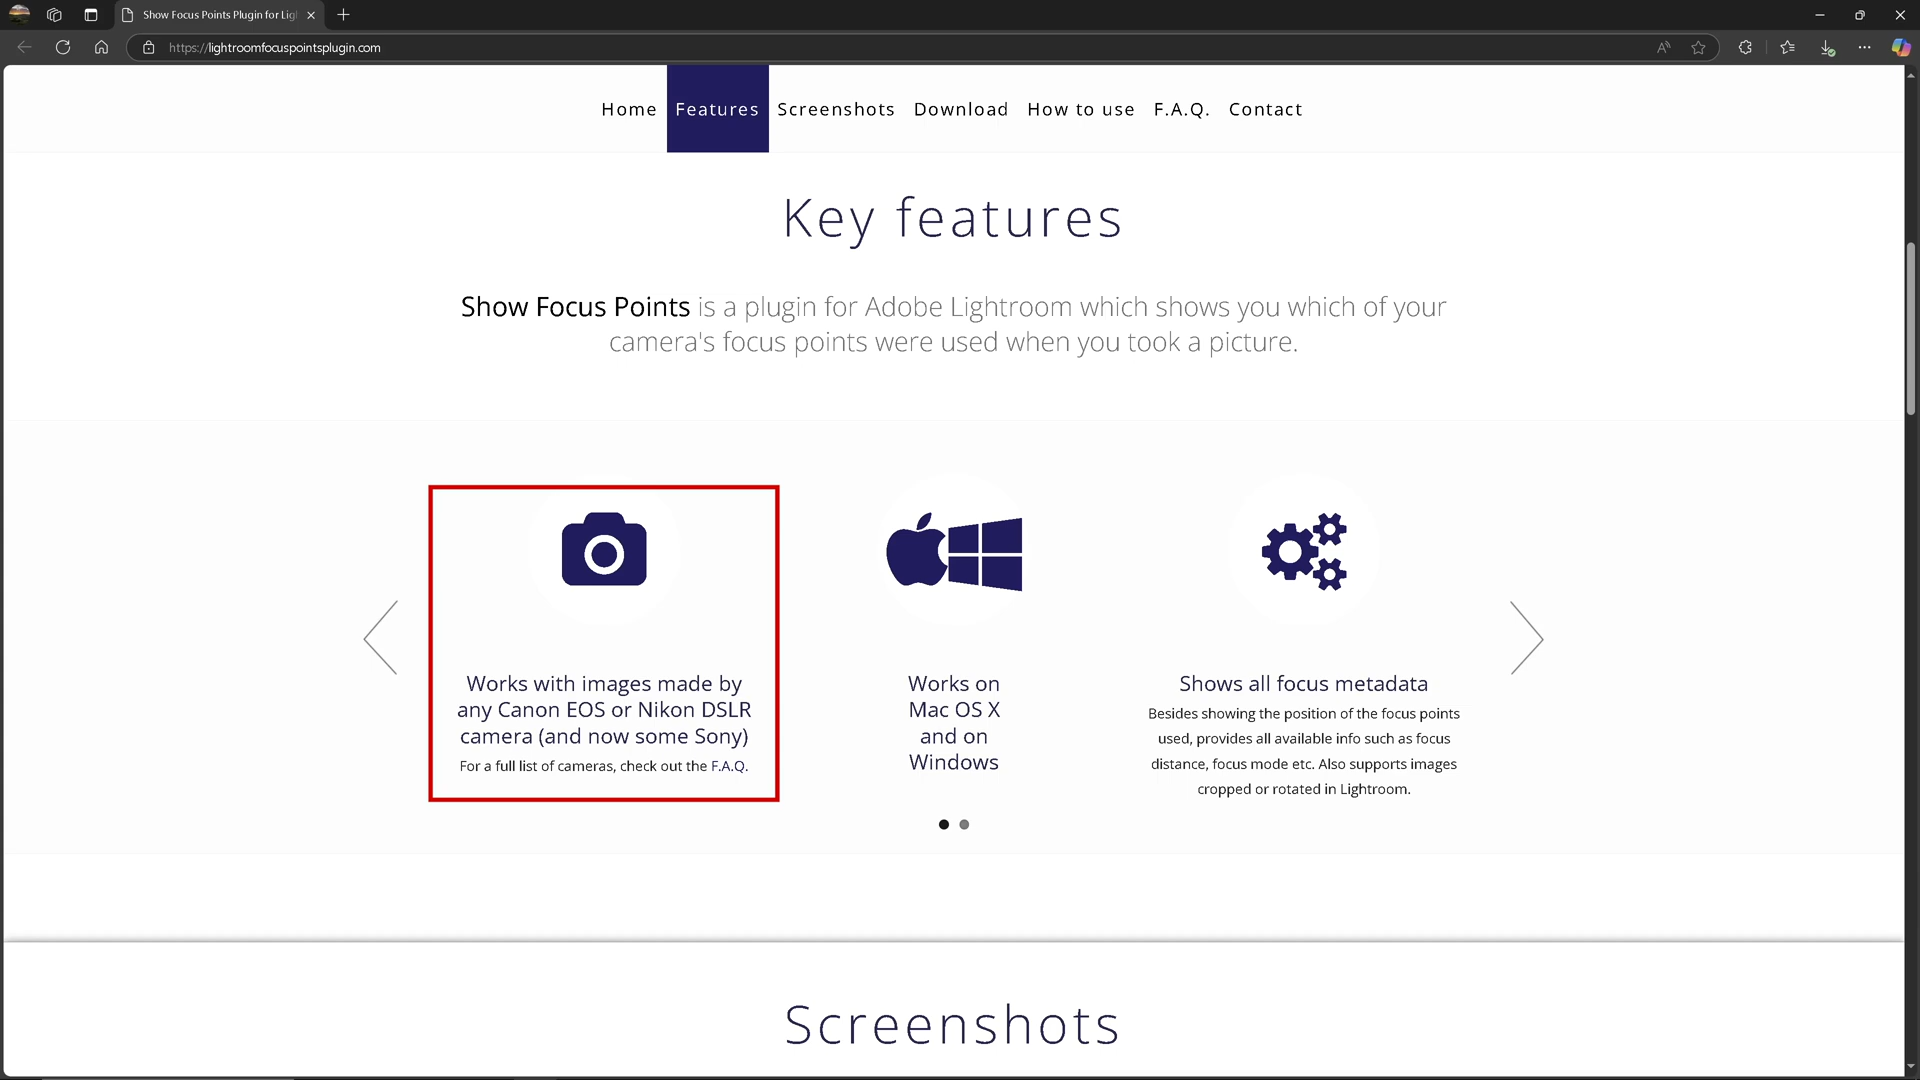 Show Focus Points Plugin for Lig
https://lightroomfocuspointsplugin.com
Home Features Screenshots Download How to use F.A.Q. Contact
Key features
Show Focus Points is a plugin for Adobe Lightroom which shows you which of your
camera's focus points were used when you took a picture.
Works with images made by
any Canon EOS or Nikon DSLR
camera (and now some Sony)
For a full list of cameras, check out the F.A.Q.
Works on
Mac OS X
and on
Windows
Shows all focus metadata
Besides showing the position of the focus points
used, provides all available info such as focus
distance, focus mode etc. Also supports images
cropped or rotated in Lightroom.
Screenshots